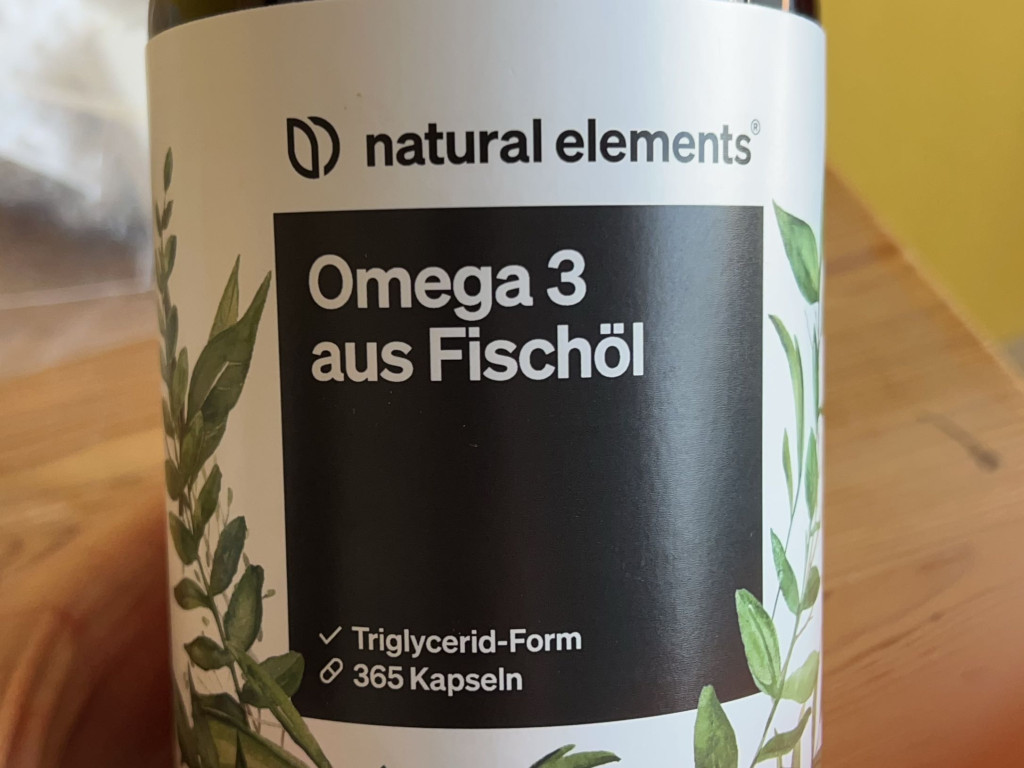 natural elements®
Omega 3
aus Fischöl
Triglycerid-Form
365 Kapseln